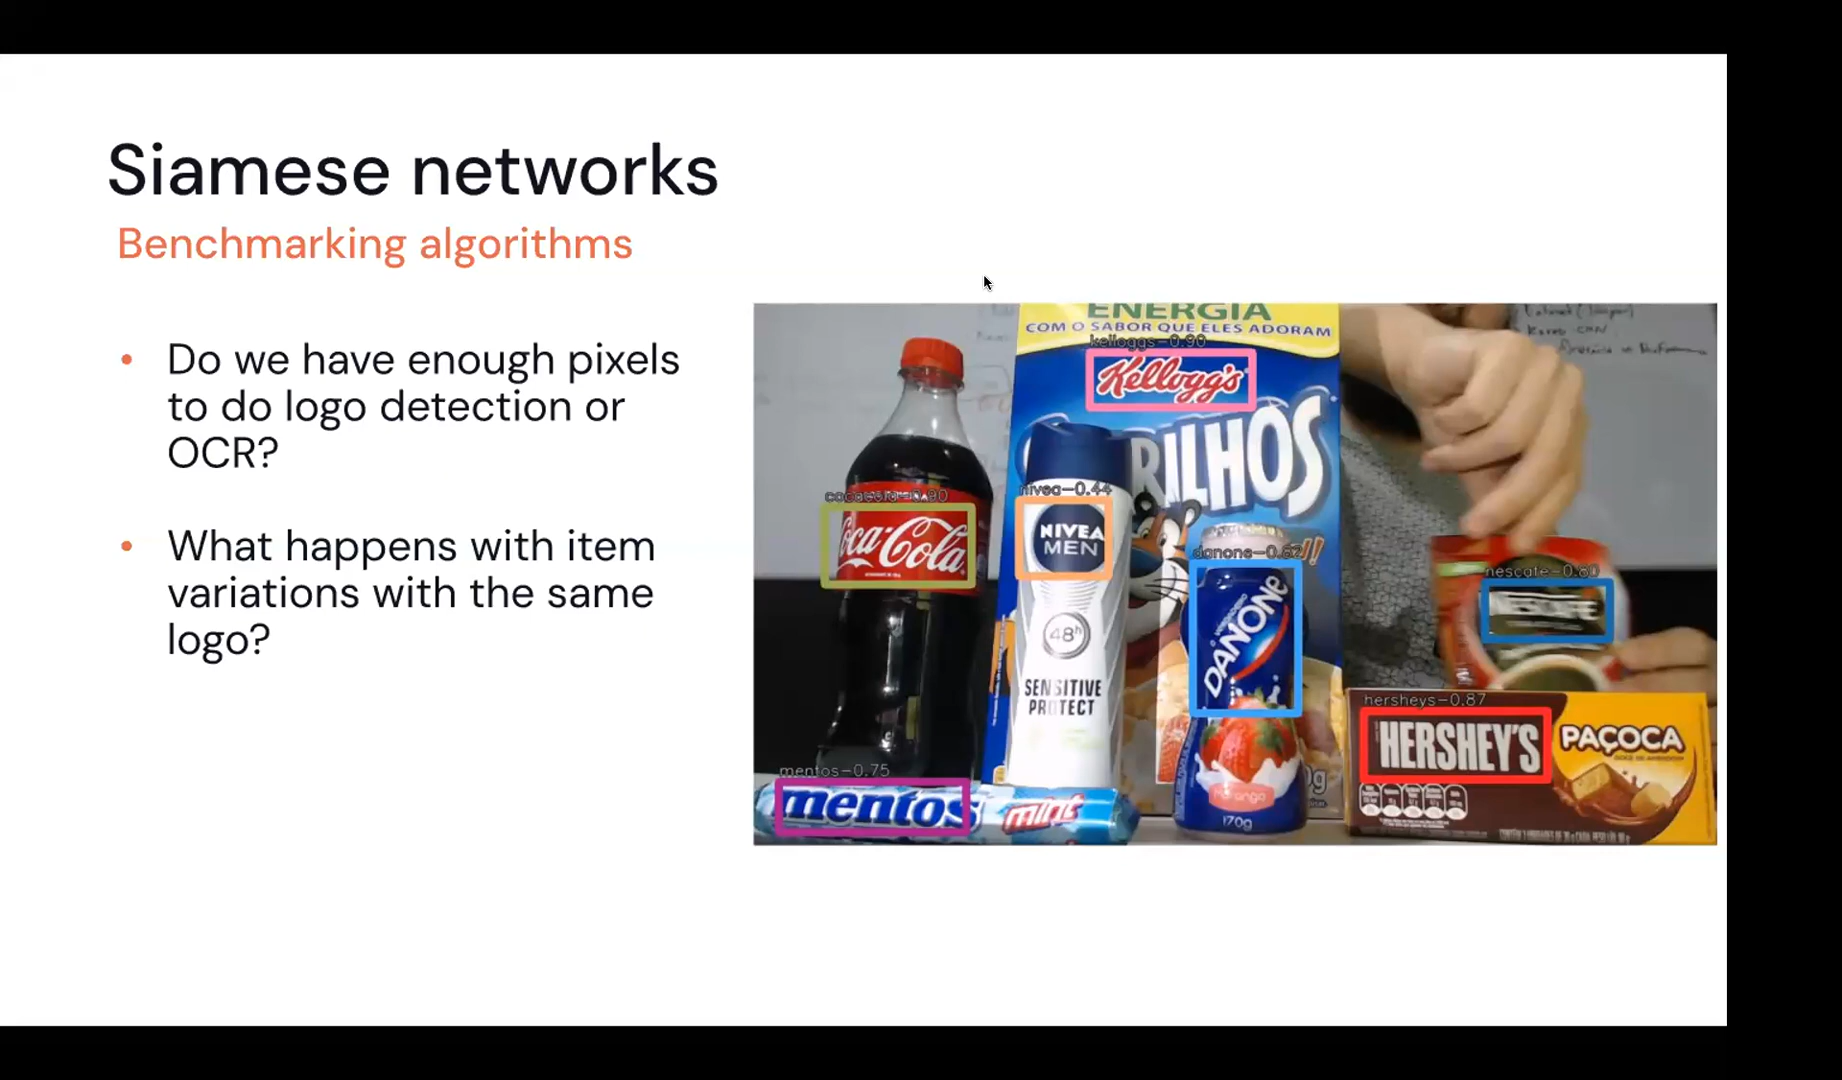 Siamese networks
Benchmarking algorithms
• Do we have enough pixels
to do logo detection or
OCR?
• What happens with item
variations with the same
logo?
ENERGIA
COM O SABOR QUE ELES ADORAM
kelloggs-0.90
Kellogg's
RILHOS
Coca-Cola
nivea-0.44
NIVEA
MEN
48h
SENSITIVE
PROTECT
danone-0.82
DANONE
170g
nescafe-0.80
NESCAFÉ
hersheys-0.87
HERSHEY'S
PAÇOCA
mentos-0.75
mentos
mint